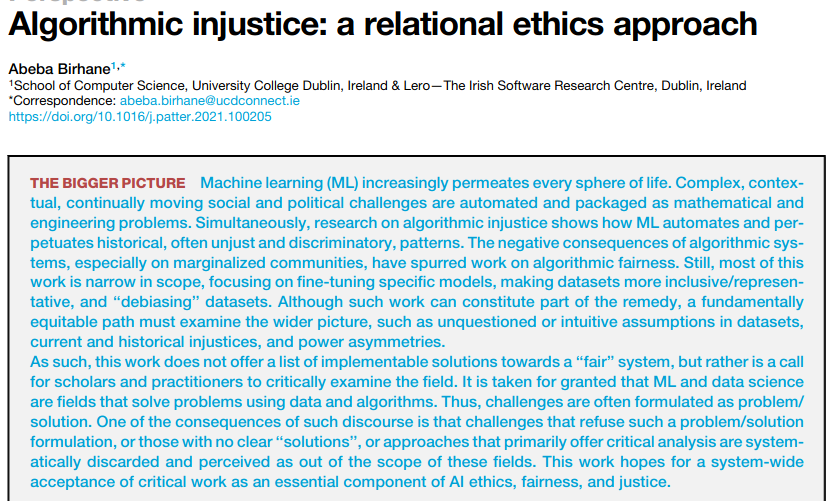 Algorithmic injustice: a relational ethics approach
Abeba Birhane1,*
1School of Computer Science, University College Dublin, Ireland & Lero—The Irish Software Research Centre, Dublin, Ireland
*Correspondence: abeba.birhane@ucdconnect.ie
https://doi.org/10.1016/j.patter.2021.100205
THE BIGGER PICTURE Machine learning (ML) increasingly permeates every sphere of life. Complex, contex-
tual, continually moving social and political challenges are automated and packaged as mathematical and
engineering problems. Simultaneously, research on algorithmic injustice shows how ML automates and per-
petuates historical, often unjust and discriminatory, patterns. The negative consequences of algorithmic sys-
tems, especially on marginalized communities, have spurred work on algorithmic fairness. Still, most of this
work is narrow in scope, focusing on fine-tuning specific models, making datasets more inclusive/represen-
tative, and “debiasing” datasets. Although such work can constitute part of the remedy, a fundamentally
equitable path must examine the wider picture, such as unquestioned or intuitive assumptions in datasets,
current and historical injustices, and power asymmetries.
As such, this work does not offer a list of implementable solutions towards a “fair” system, but rather is a call
for scholars and practitioners to critically examine the field. It is taken for granted that ML and data science
are fields that solve problems using data and algorithms. Thus, challenges are often formulated as problem/
solution. One of the consequences of such discourse is that challenges that refuse such a problem/solution
formulation, or those with no clear “solutions”, or approaches that primarily offer critical analysis are system-
atically discarded and perceived as out of the scope of these fields. This work hopes for a system-wide
acceptance of critical work as an essential component of AI ethics, fairness, and justice.